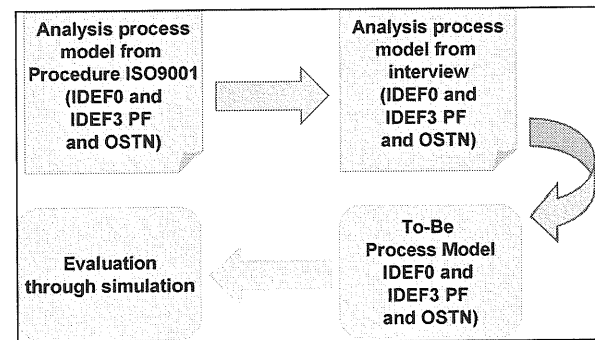 Analysis process
model from
Procedure ISO9001
(IDEF0 and
IDEF3 PF
and OSTN)
Analysis process
model from
interview
(IDEF0 and
IDEF3 PF
and OSTN)
To-Be
Process Model
IDEF0 and
IDEF3 PF
and OSTN)
Evaluation
through simulation